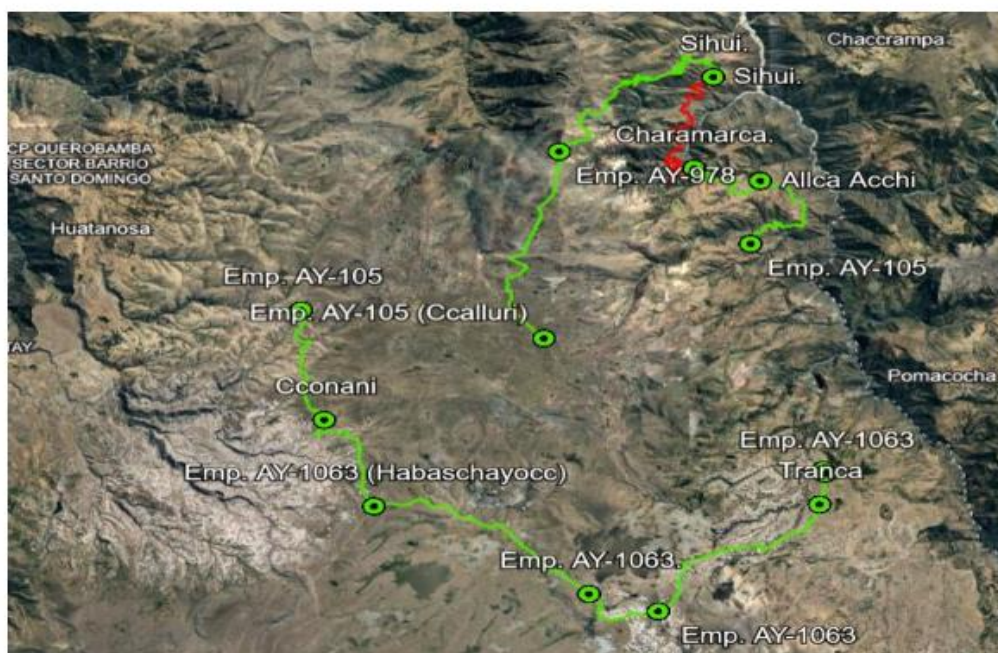 Sihui.
Chaccrampa
Sihui.
Charamarca.
CP QUEROBAMBA
SECTOR BARRIO
SANTO DOMINGO
Emp. AY-978
Allca Acchi
Huatanosa
Emp. AY-105
Emp. AY-105
Emp. AY-105 (Ccalluri)
TAY
Pomacocha
Cconani
Emp. AY-1063
Tranca
Emp. AY-1063 (Habaschayocc)
Emp. AY-1063.
Emp. AY-1063